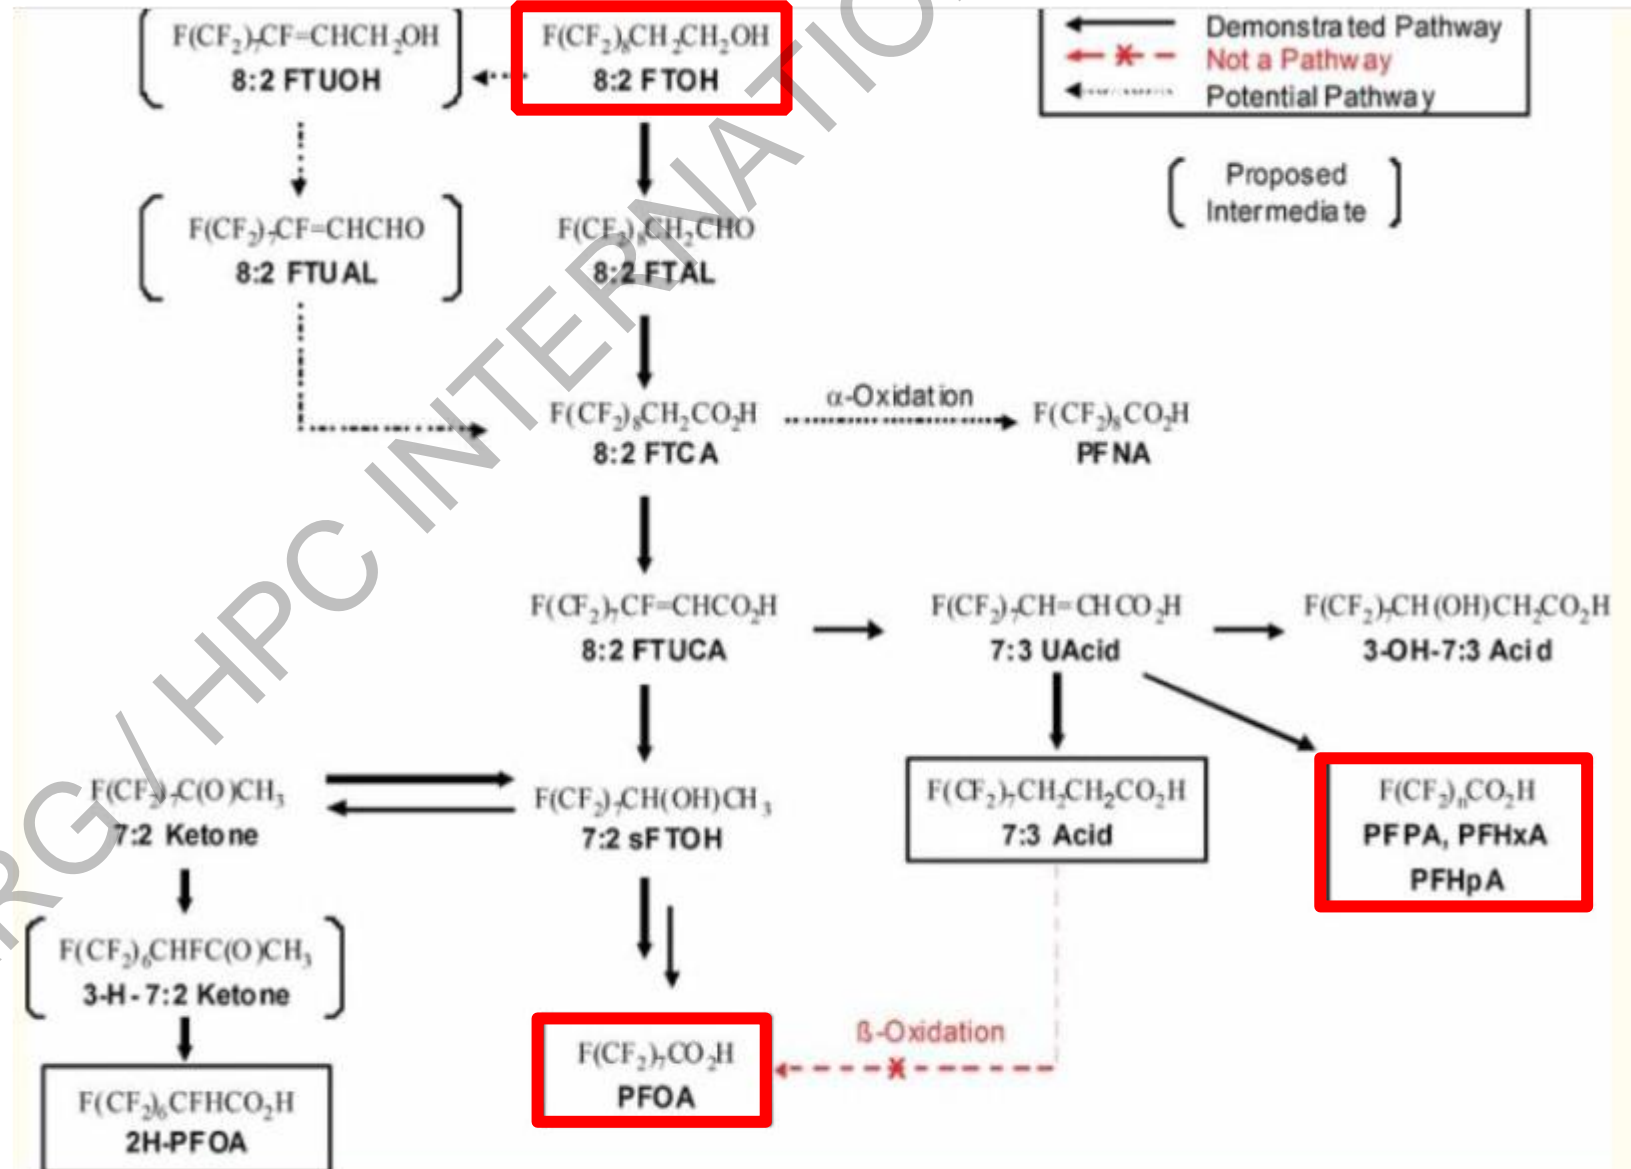 F(CF₂)₇CF=CHCH₂OH
8:2 FTUOH
F(CF₂)₈CH₂CH₂OH
8:2 FTOH
Demonstrated Pathway
Not a Pathway
Potential Pathway
Proposed
Intermediate
F(CF₂)₇CF=CHCHO
8:2 FTUAL
F(CF₂)₈CH₂CHO
8:2 FTAL
F(CF₂)₈CH₂CO₂H
8:2 FTCA
α-Oxidation
F(CF₂)₈CO₂H
PFNA
F(CF₂)₇CF=CHCO₂H
8:2 FTUCA
F(CF₂)₇CH=CHCO₂H
7:3 UAcid
F(CF₂)₇CH(OH)CH₂CO₂H
3-OH-7:3 Acid
F(CF₂)₇C(O)CH₃
7:2 Ketone
F(CF₂)₇CH(OH)CH₃
7:2 sFTOH
F(CF₂)₇CH₂CH₂CO₂H
7:3 Acid
F(CF₂)ₙCO₂H
PFPA, PFHxA
PFHpA
F(CF₂)₆CHFC(O)CH₃
3-H-7:2 Ketone
F(CF₂)₇CO₂H
PFOA
ß-Oxidation
F(CF₂)₆CFHCO₂H
2H-PFOA
RG / HPC INTERNATIO